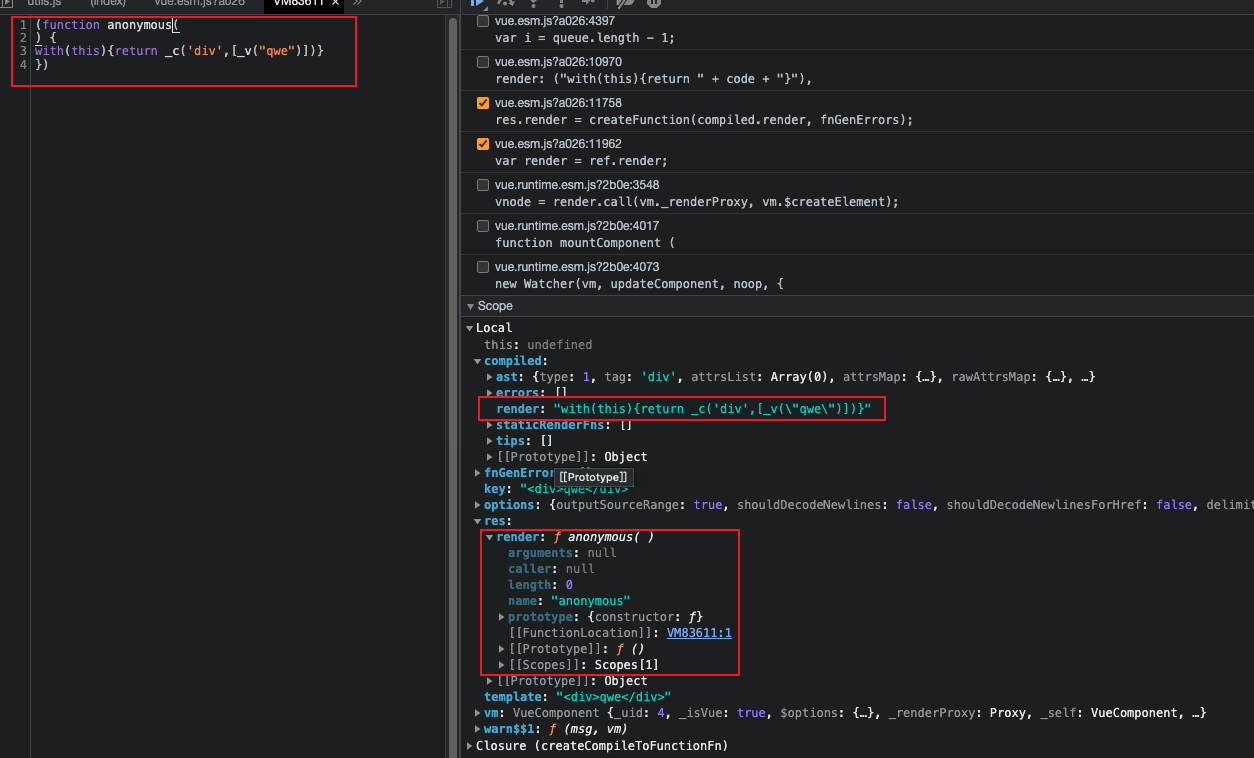 utils.js (index) vue.esm.js?a026 VM83611 × »
1 (function anonymous(
2 ) {
3 with(this){return _c('div',[_v("qwe")])}
4 })
vue.esm.js?a026:4397
var i = queue.length - 1;
vue.esm.js?a026:10970
render: ("with(this){return " + code + "}"),
vue.esm.js?a026:11758
res.render = createFunction(compiled.render, fnGenErrors);
vue.esm.js?a026:11962
var render = ref.render;
vue.runtime.esm.js?2b0e:3548
vnode = render.call(vm._renderProxy, vm.$createElement);
vue.runtime.esm.js?2b0e:4017
function mountComponent (
vue.runtime.esm.js?2b0e:4073
new Watcher(vm, updateComponent, noop, {
Scope
Local
this: undefined
compiled:
ast: {type: 1, tag: 'div', attrsList: Array(0), attrsMap: {…}, rawAttrsMap: {…}, …}
errors: []
render: "with(this){return _c('div',[_v(\"qwe\")])}"
staticRenderFns: []
tips: []
[[Prototype]]: Object
fnGenError
[[Prototype]]
key: "<div>qwe</div>"
options: {outputSourceRange: true, shouldDecodeNewlines: false, shouldDecodeNewlinesForHref: false, delimit
res:
render: ƒ anonymous( )
arguments: null
caller: null
length: 0
name: "anonymous"
prototype: {constructor: ƒ}
[[FunctionLocation]]: VM83611:1
[[Prototype]]: ƒ ()
[[Scopes]]: Scopes[1]
[[Prototype]]: Object
template: "<div>qwe</div>"
vm: VueComponent {_uid: 4, _isVue: true, $options: {…}, _renderProxy: Proxy, _self: VueComponent, …}
warn$$1: ƒ (msg, vm)
Closure (createCompileToFunctionFn)